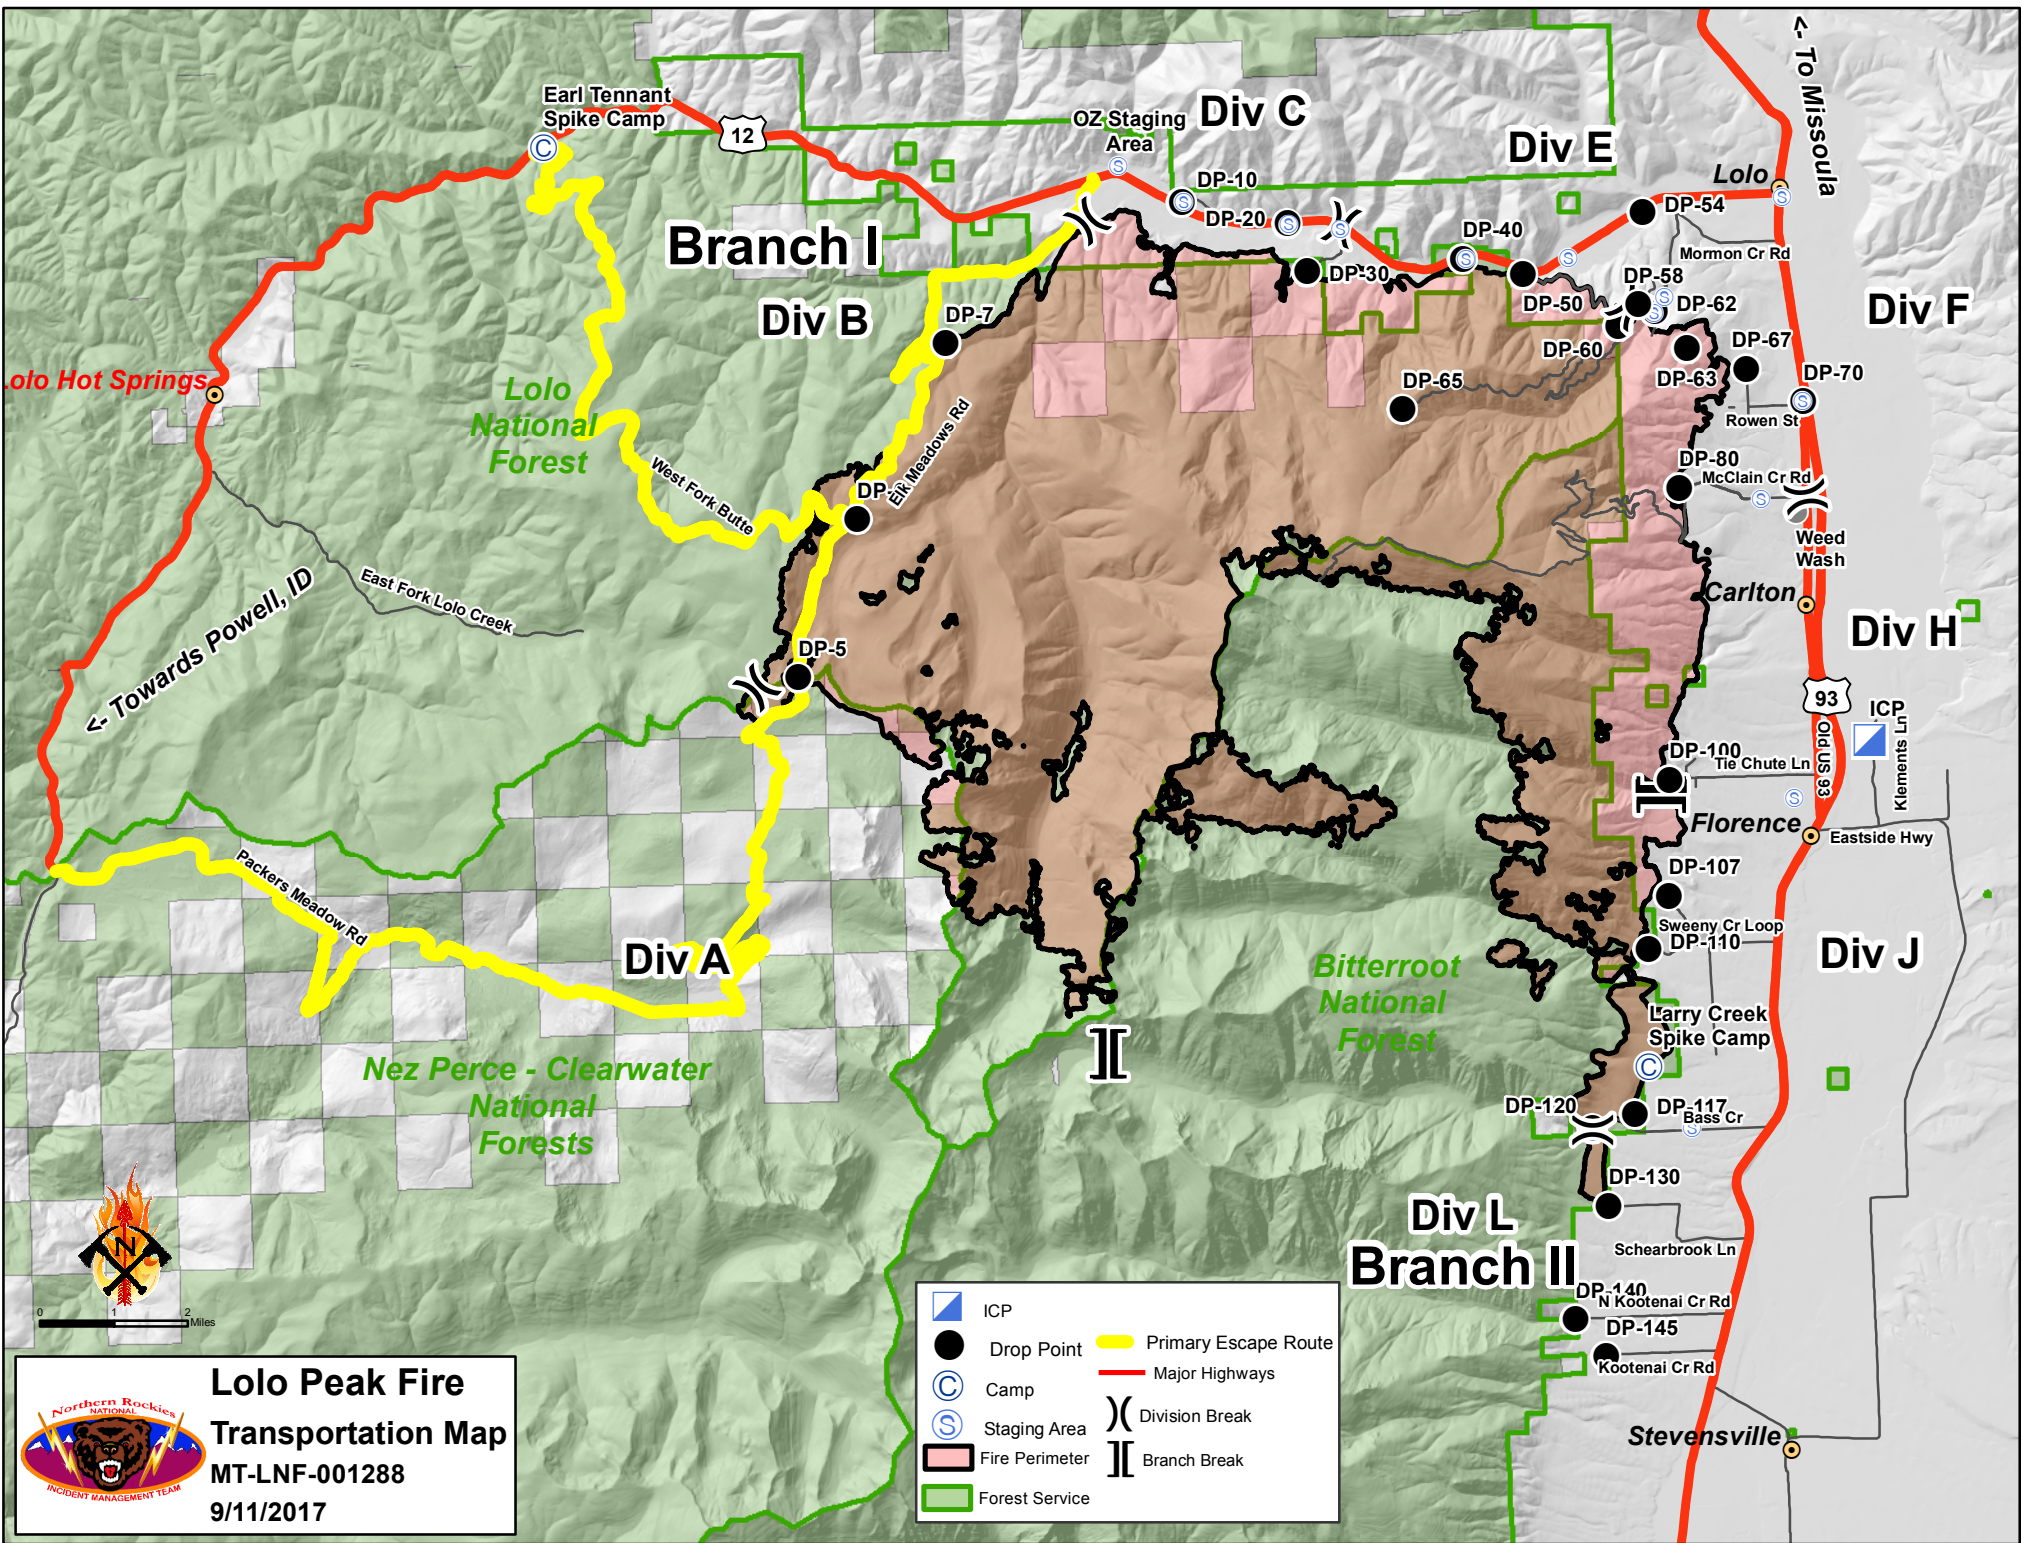 <- To Missoula
Earl Tennant
Spike Camp
C
12
OZ Staging
Area
S
Div C
Div E
Lolo
S
DP-10
S
DP-20
S
S
DP-54
DP-40
S
S
Mormon Cr Rd
Branch I
DP-30
DP-50
DP-58
S
DP-62
S
Div F
Div B
DP-7
DP-60
DP-67
DP-63
DP-65
DP-70
S
Rowen St
Lolo Hot Springs
Lolo
National
Forest
West Fork Butte
Elk Meadows Rd
DP-
DP-80
McClain Cr Rd
S
Weed
Wash
Carlton
East Fork Lolo Creek
<- Towards Powell, ID
Div H
DP-5
93
ICP
Old US 93
Klements Ln
DP-100
Tie Chute Ln
S
Florence
Eastside Hwy
Packers Meadow Rd
DP-107
Sweeny Cr Loop
DP-110
Div A
Div J
Bitterroot
National
Forest
Larry Creek
Spike Camp
C
Nez Perce - Clearwater
National
Forests
DP-120
DP-117
Bass Cr
S
DP-130
Div L
Branch II
Schearbrook Ln
DP-140
N Kootenai Cr Rd
DP-145
Kootenai Cr Rd
Stevensville
N
0 1 2
Miles
ICP
Drop Point
Primary Escape Route
Major Highways
C
Camp
S
Staging Area
Division Break
Fire Perimeter
Branch Break
Forest Service
Northern Rockies
NATIONAL
INCIDENT MANAGEMENT TEAM
Lolo Peak Fire
Transportation Map
MT-LNF-001288
9/11/2017